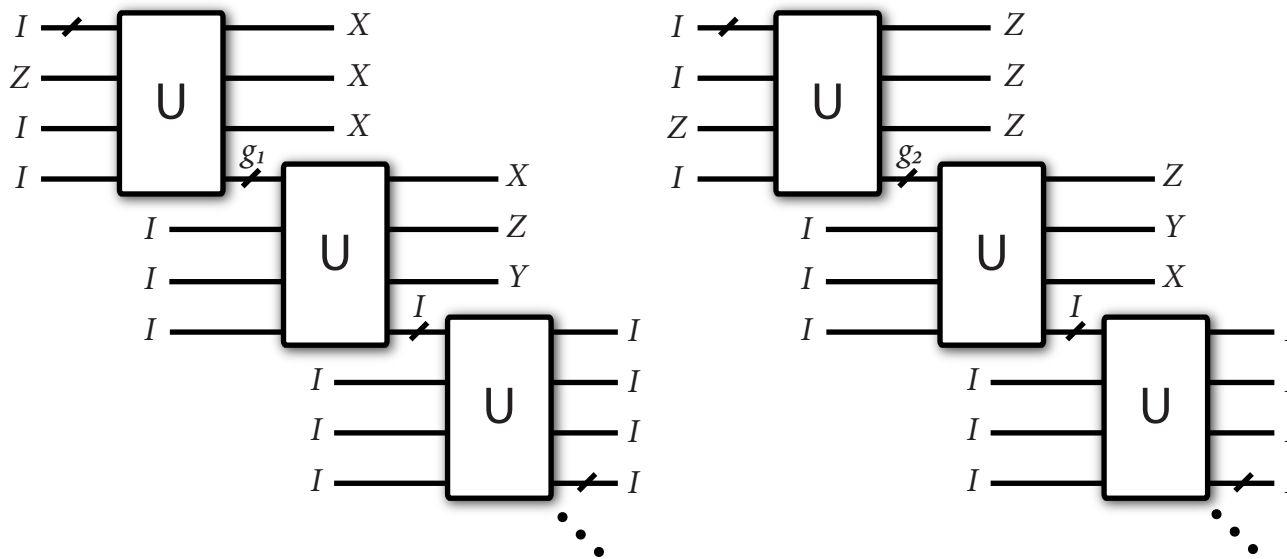 I X I Z
Z U X I U Z
I X Z Z
I g1 X I g2 Z
I Z I Y
I U Y I U X
I I I I I
I I I I
I U I I U
I I I I